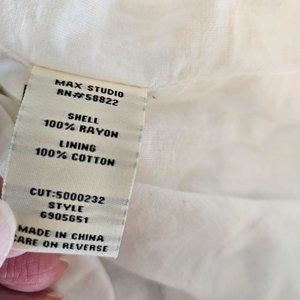 MAX STUDIO
RN#58822
SHELL
100% RAYON
LINING
100% COTTON
CUT:5000232
STYLE
6905651
MADE IN CHINA
CARE ON REVERSE